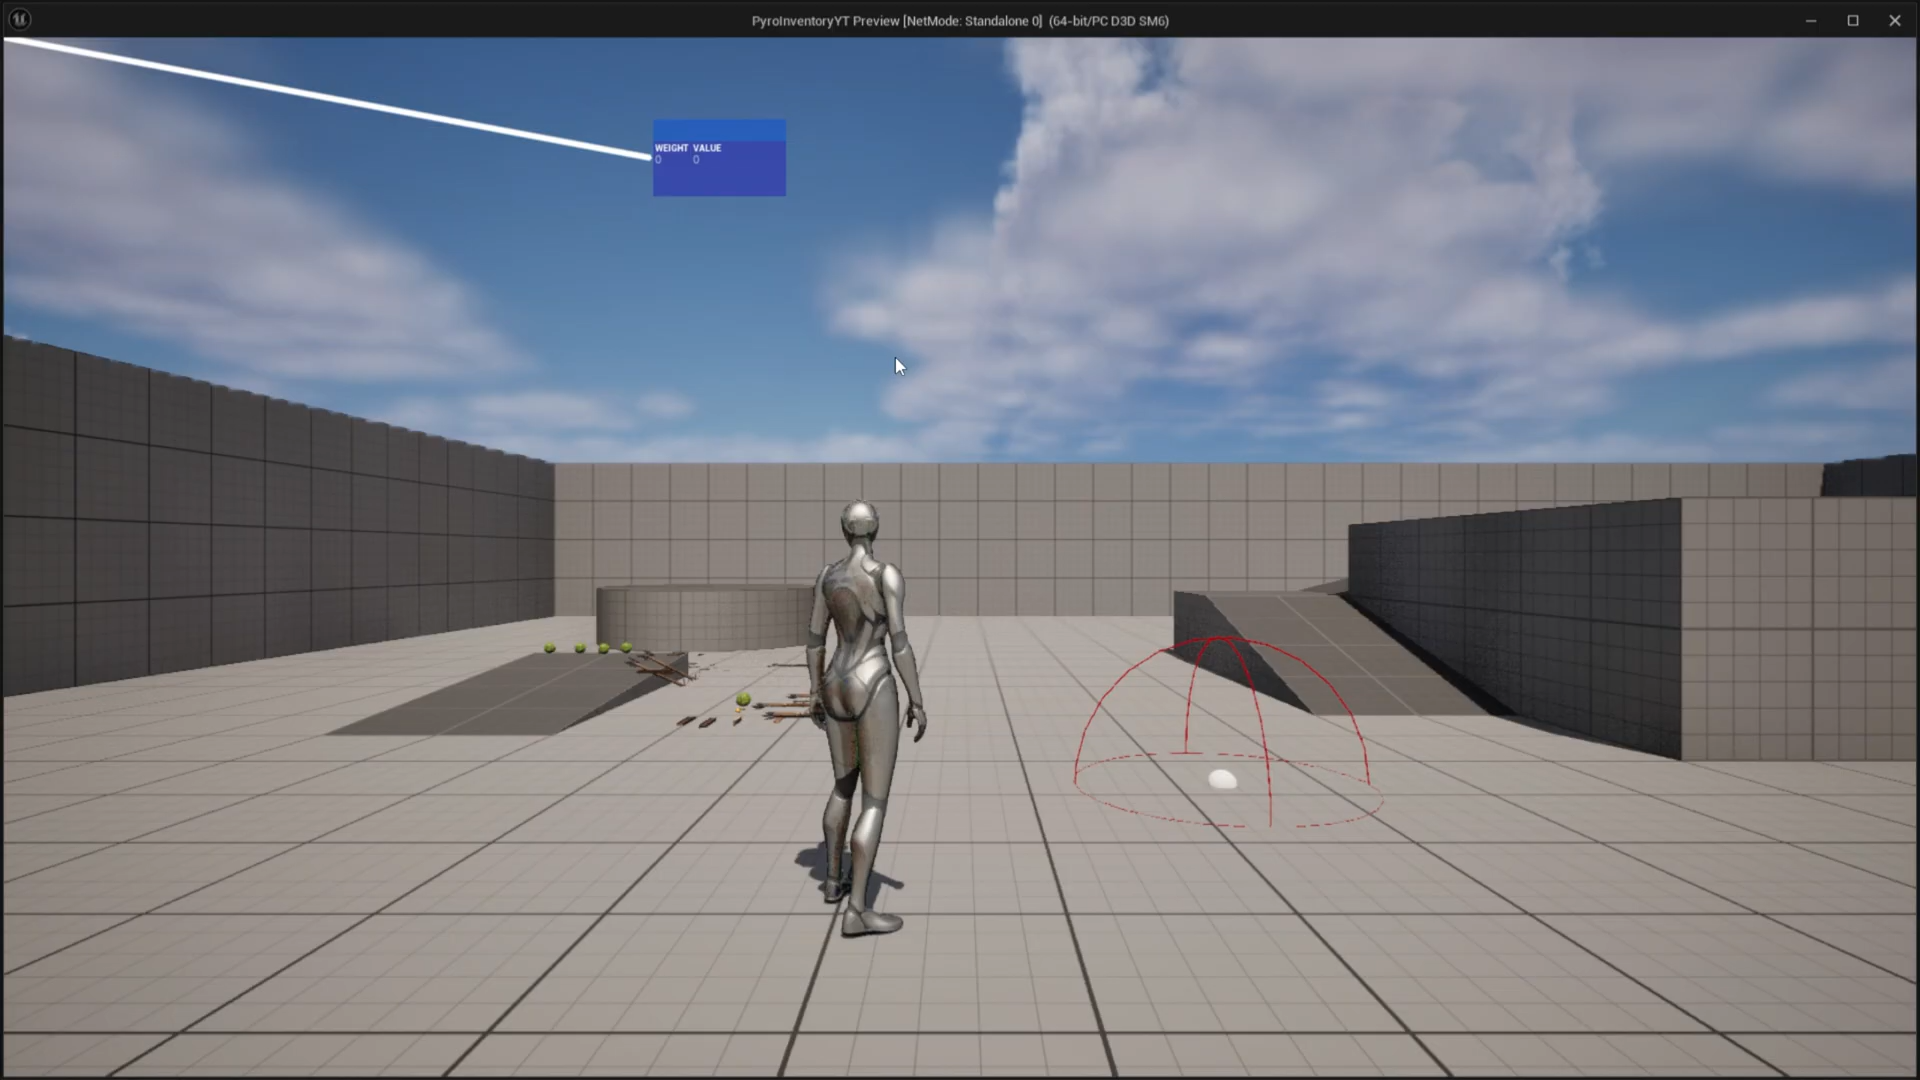 PyroInventoryYT Preview [NetMode: Standalone 0] (64-bit/PC D3D SM6)
WEIGHT VALUE
0 0